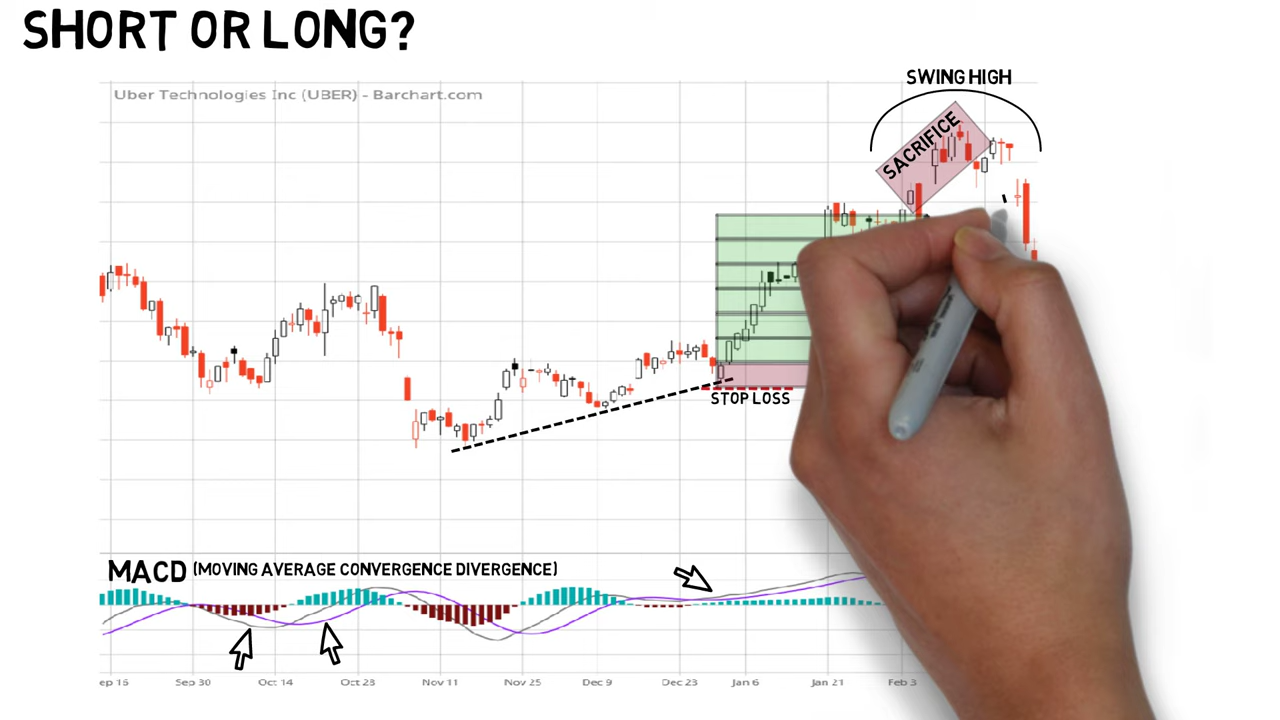 SHORT OR LONG?
SWING HIGH
Uber Technologies Inc (UBER) - Barchart.com
SACRIFICE
STOP LOSS
MACD (MOVING AVERAGE CONVERGENCE DIVERGENCE)
ep 16 Sep 30 Oct 14 Oct 28 Nov 11 Nov 25 Dec 9 Dec 23 Jan 6 Jan 21 Feb 3